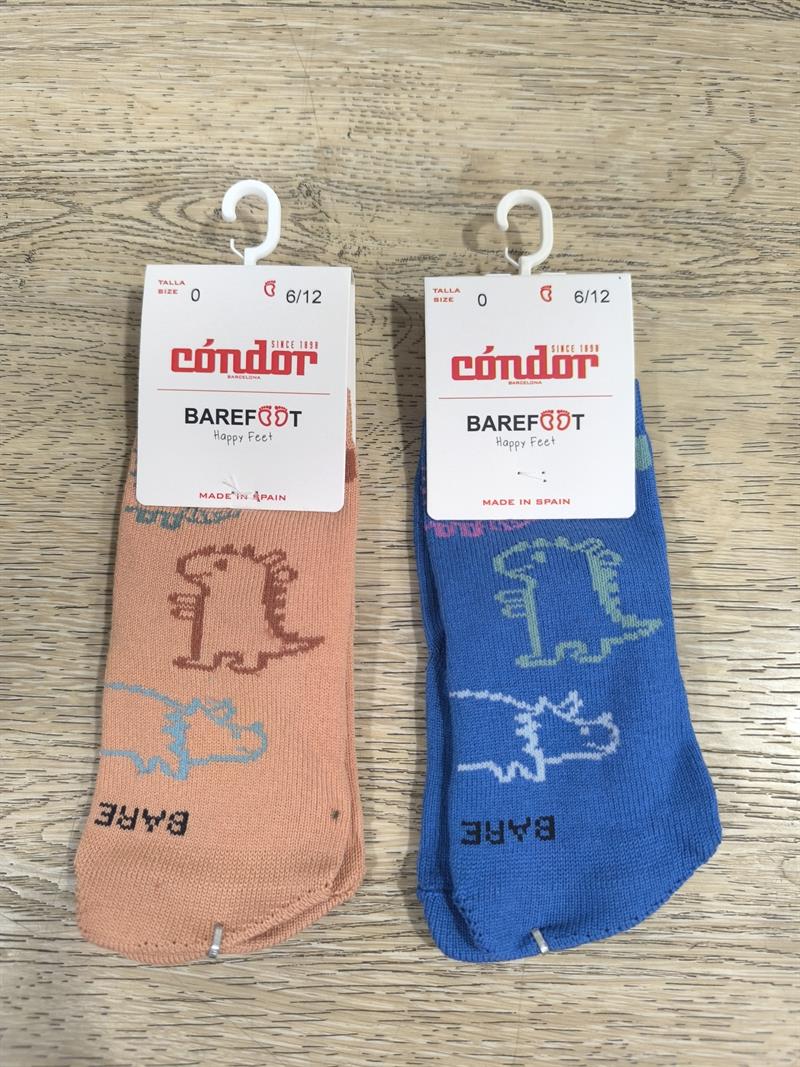 TALLA
SIZE 0 6/12
SINCE 1898
cóndor
BARCELONA
BAREFOOT
Happy Feet
MADE IN SPAIN
BARE
TALLA
SIZE 0 6/12
SINCE 1898
cóndor
BARCELONA
BAREFOOT
Happy Feet
MADE IN SPAIN
BARE